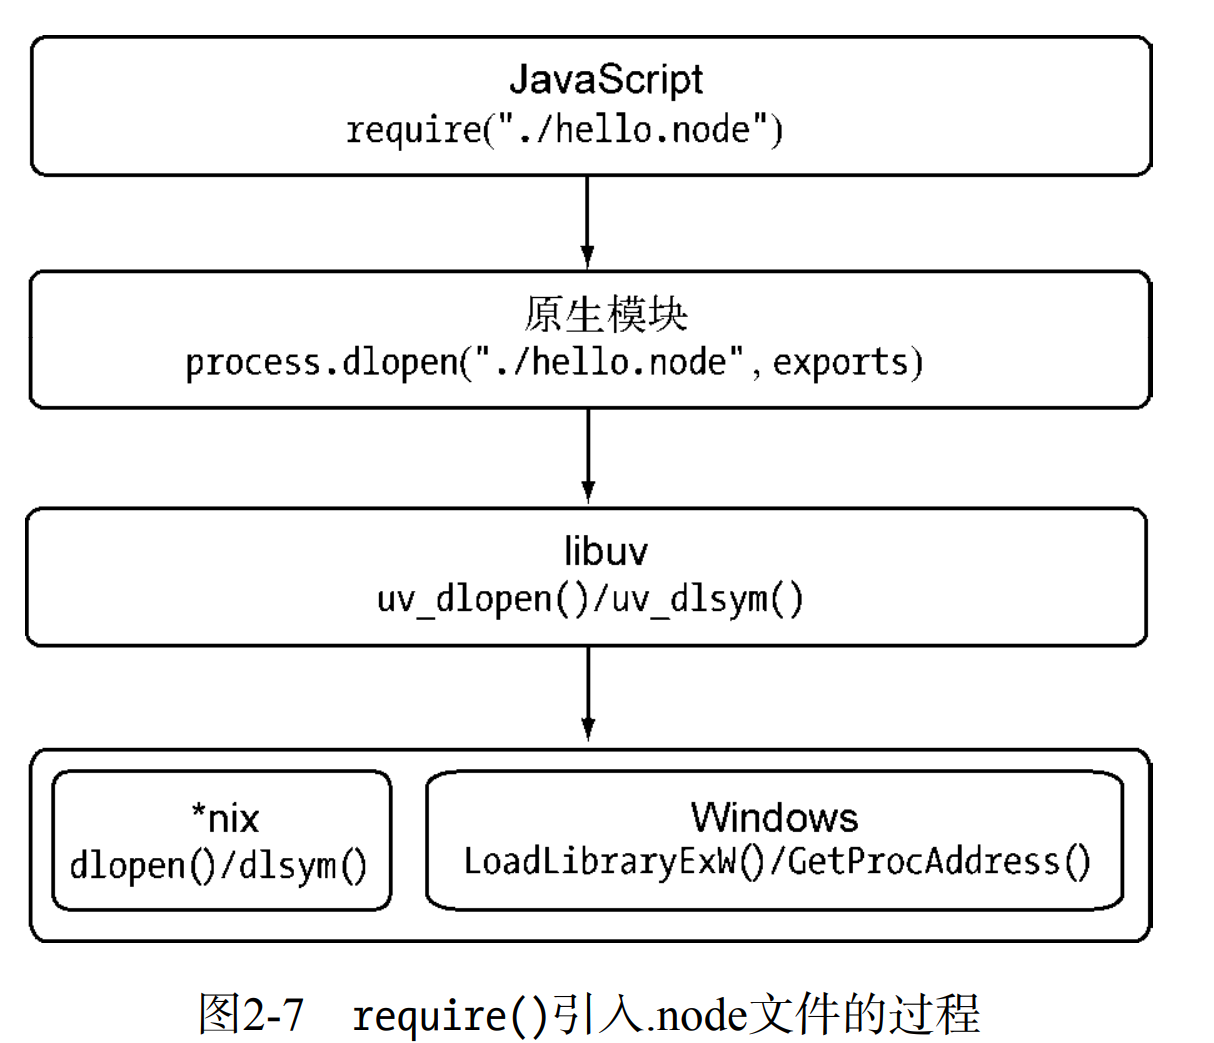 JavaScript
require("./hello.node")
原生模块
process.dlopen("./hello.node", exports)
libuv
uv_dlopen()/uv_dlsym()
*nix
dlopen()/dlsym()
Windows
LoadLibraryExW()/GetProcAddress()
图2-7 require()引入.node文件的过程